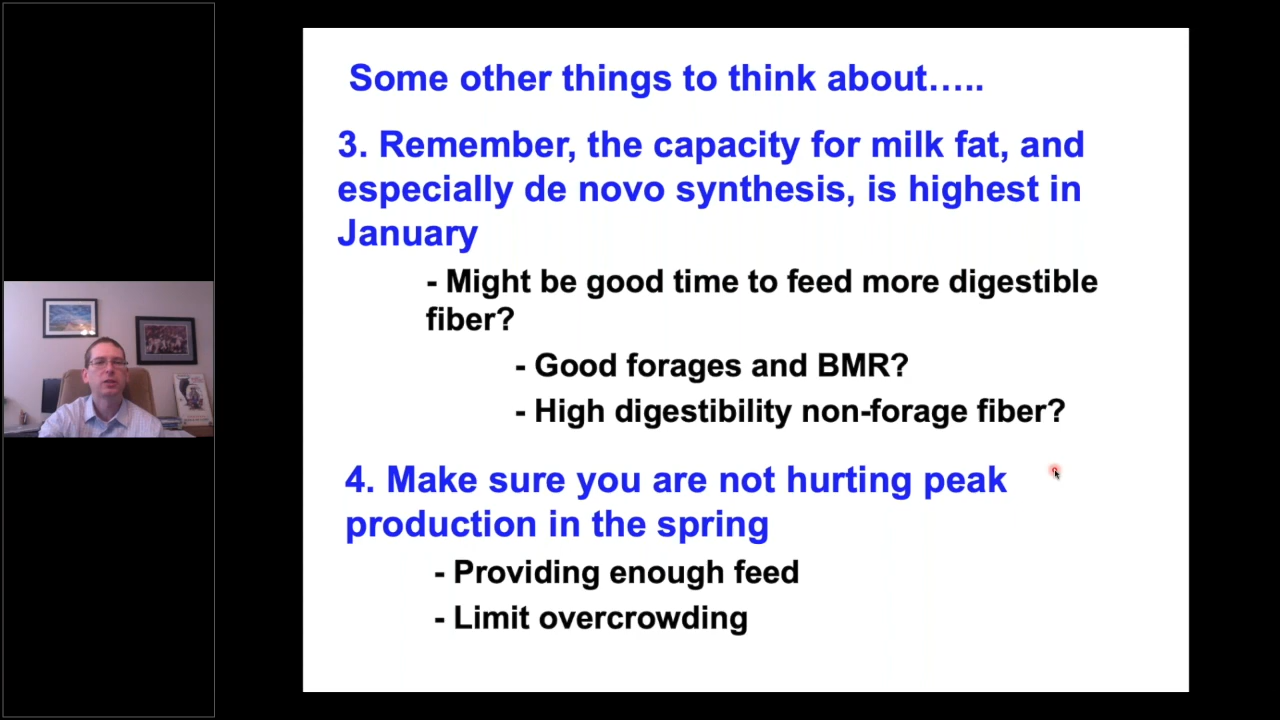 Some other things to think about…..
3. Remember, the capacity for milk fat, and
especially de novo synthesis, is highest in
January
- Might be good time to feed more digestible
fiber?
- Good forages and BMR?
- High digestibility non-forage fiber?
4. Make sure you are not hurting peak
production in the spring
- Providing enough feed
- Limit overcrowding